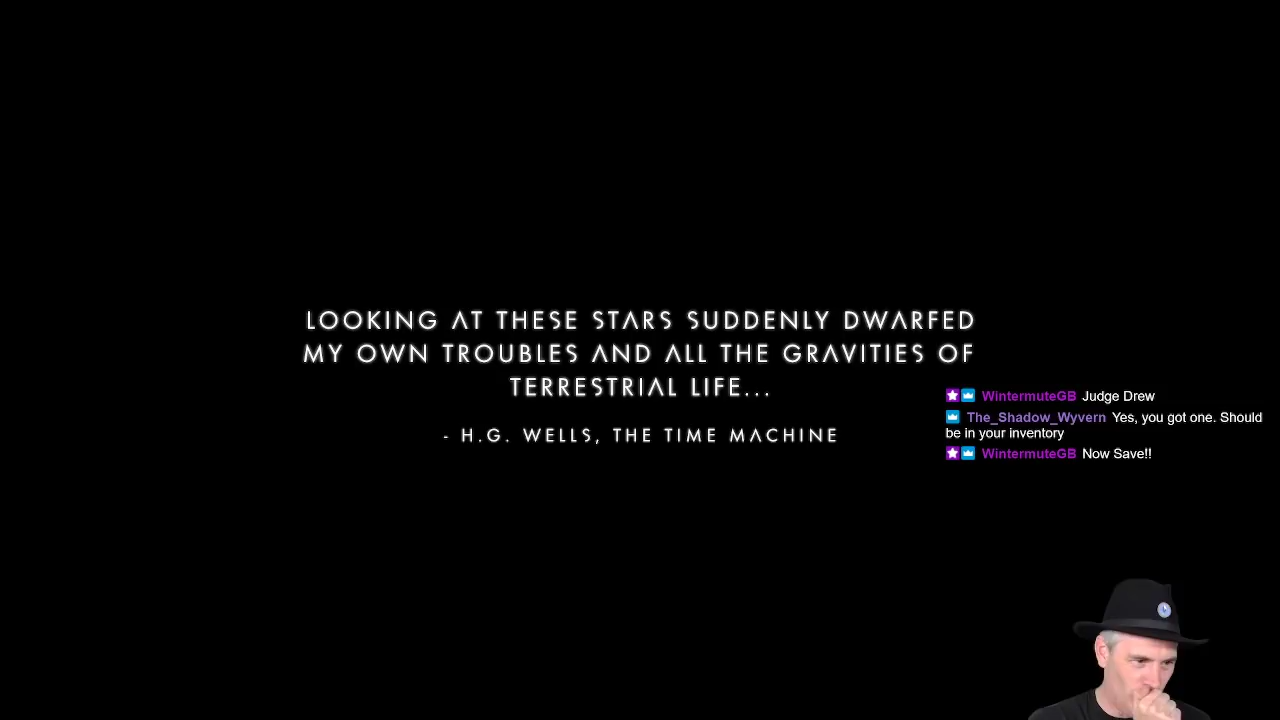 LOOKING AT THESE STARS SUDDENLY DWARFED
MY OWN TROUBLES AND ALL THE GRAVITIES OF
TERRESTRIAL LIFE...
- H.G. WELLS, THE TIME MACHINE
WintermuteGB Judge Drew
The_Shadow_Wyvern Yes, you got one. Should
be in your inventory
WintermuteGB Now Save!!